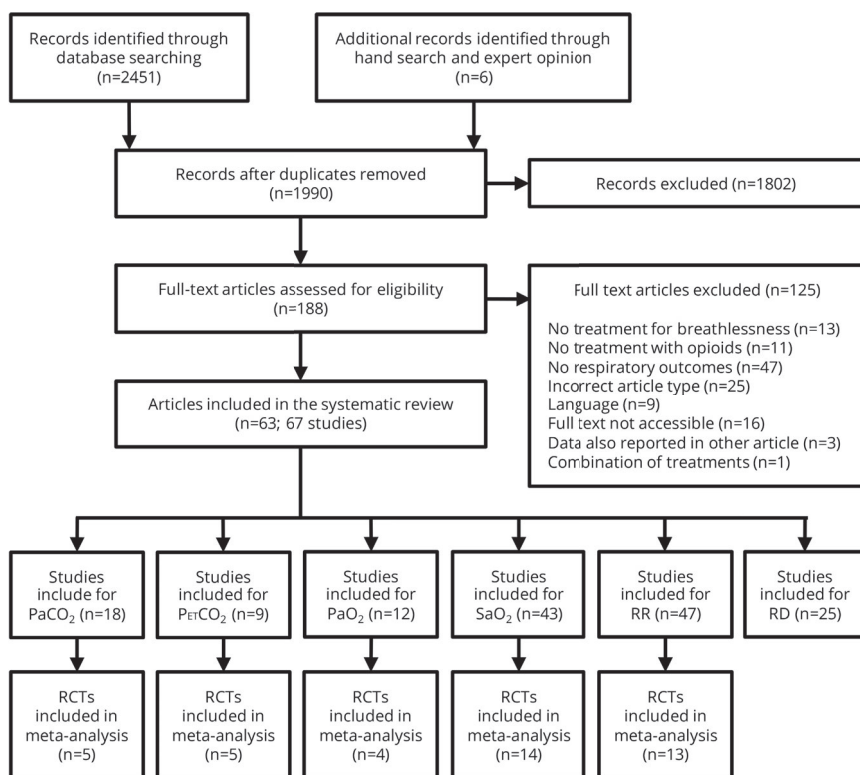 Records identified through
database searching
(n=2451)
Additional records identified through
hand search and expert opinion
(n=6)
Records after duplicates removed
(n=1990)
Records excluded (n=1802)
Full-text articles assessed for eligibility
(n=188)
Full text articles excluded (n=125)
No treatment for breathlessness (n=13)
No treatment with opioids (n=11)
No respiratory outcomes (n=47)
Incorrect article type (n=25)
Language (n=9)
Full text not accessible (n=16)
Data also reported in other article (n=3)
Combination of treatments (n=1)
Articles included in the systematic review
(n=63; 67 studies)
Studies
include for
PaCO₂ (n=18)
Studies
included for
PETCO₂ (n=9)
Studies
included for
PaO₂ (n=12)
Studies
included for
SaO₂ (n=43)
Studies
included for
RR (n=47)
Studies
included for
RD (n=25)
RCTs
included in
meta-analysis
(n=5)
RCTs
included in
meta-analysis
(n=5)
RCTs
included in
meta-analysis
(n=4)
RCTs
included in
meta-analysis
(n=14)
RCTs
included in
meta-analysis
(n=13)